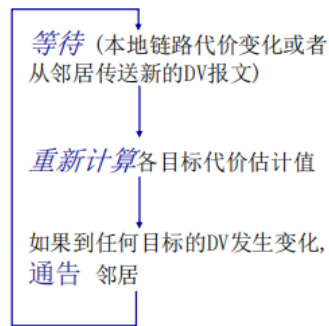 等待 (本地链路代价变化或者
从邻居传送新的DV报文)
重新计算各目标代价估计值
如果到任何目标的DV发生变化,
通告 邻居